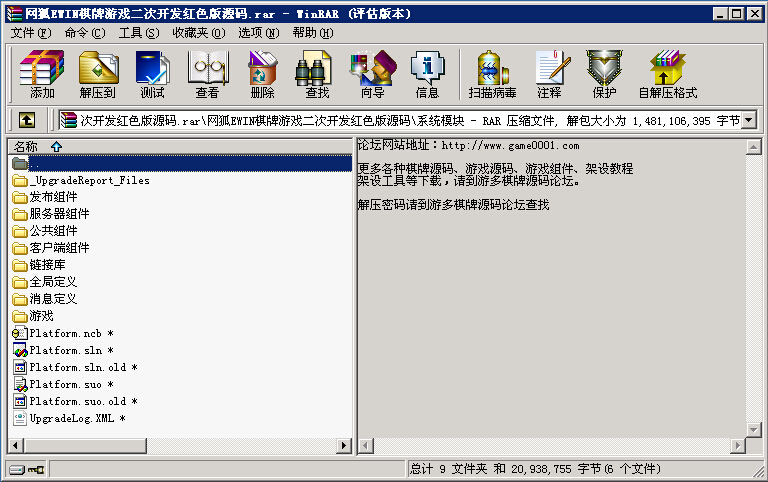 网狐EWIN棋牌游戏二次开发红色版源码.rar - WinRAR (评估版本)
文件(F) 命令(C) 工具(S) 收藏夹(O) 选项(N) 帮助(H)
添加 解压到 测试 查看 删除 查找 向导 信息 扫描病毒 注释 保护 自解压格式
次开发红色版源码.rar\网狐EWIN棋牌游戏二次开发红色版源码\系统模块 - RAR 压缩文件, 解包大小为 1,481,106,395 字节
名称
..
_UpgradeReport_Files
发布组件
服务器组件
公共组件
客户端组件
链接库
全局定义
消息定义
游戏
Platform.ncb *
Platform.sln *
Platform.sln.old *
Platform.suo *
Platform.suo.old *
UpgradeLog.XML *
论坛网站地址：http://www.game0001.com
更多各种棋牌源码、游戏源码、游戏组件、架设教程
架设工具等下载，请到游多棋牌源码论坛。
解压密码请到游多棋牌源码论坛查找
总计 9 文件夹 和 20,938,755 字节(6 个文件)